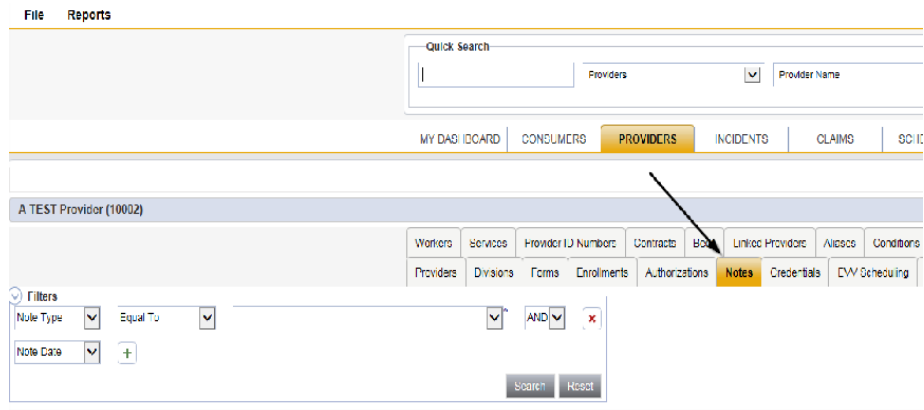 File Reports
Quick Search
Providers Provider Name
MY DASHBOARD CONSUMERS PROVIDERS INCIDENTS CLAIMS
A TEST Provider (10002)
Workers Services Provider ID Numbers Contracts Linked Providers Aliases Conditions
Providers Divisions Forms Enrollments Authorizations Notes Credentials EVV Scheduling
Filters
Note Type Equal To AND
Note Date
Search Reset